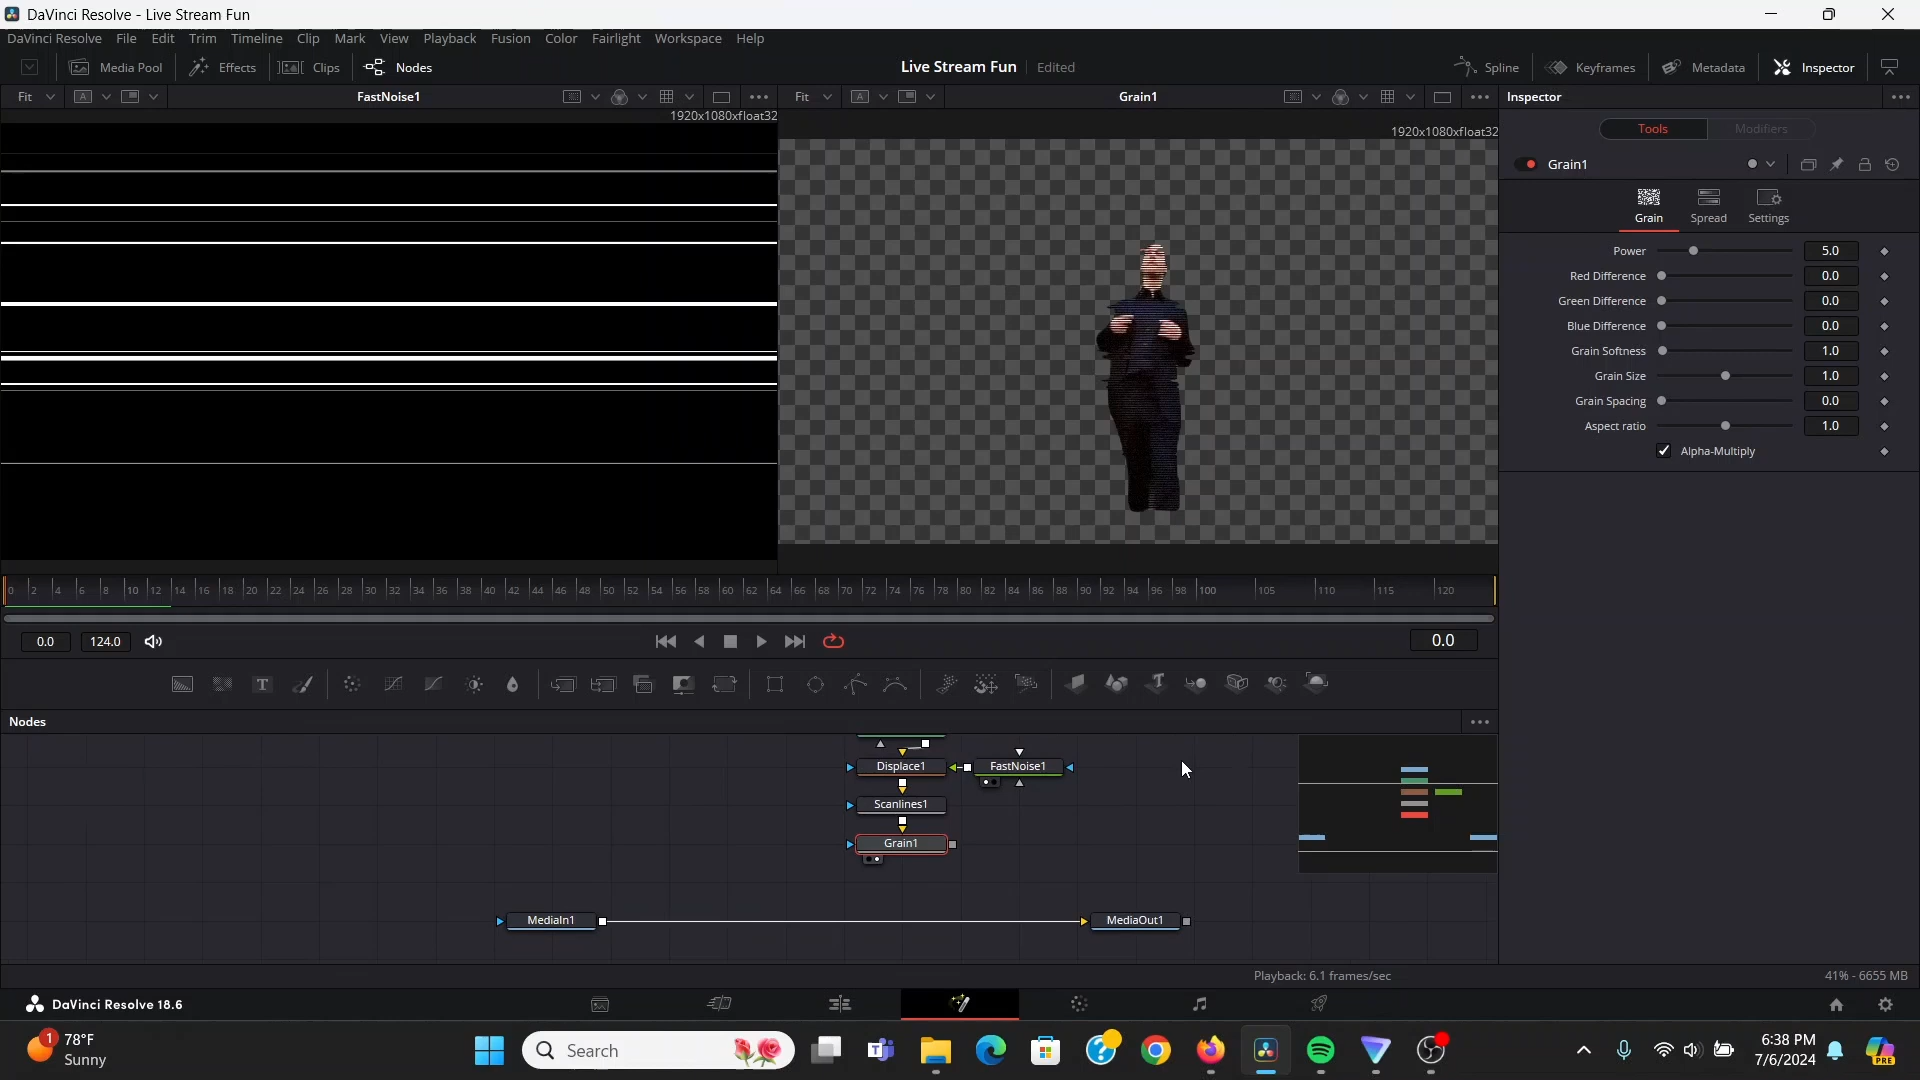 DaVinci Resolve - Live Stream Fun
DaVinci Resolve File Edit Trim Timeline Clip Mark View Playback Fusion Color Fairlight Workspace Help
Media Pool Effects Clips Nodes Live Stream Fun Edited Spline Keyframes Metadata Inspector
Fit A FastNoise1 Fit A Grain1 Inspector
1920x1080xfloat32
1920x1080xfloat32
Tools Modifiers
Grain1
Grain Spread Settings
Power 5.0
Red Difference 0.0
Green Difference 0.0
Blue Difference 0.0
Grain Softness 1.0
Grain Size 1.0
Grain Spacing 0.0
Aspect ratio 1.0
Alpha-Multiply
0 2 4 6 8 10 12 14 16 18 20 22 24 26 28 30 32 34 36 38 40 42 44 46 48 50 52 54 56 58 60 62 64 66 68 70 72 74 76 78 80 82 84 86 88 90 92 94 96 98 100 105 110 115 120
0.0 124.0 0.0
T
Nodes
Displace1 FastNoise1
Scanlines1
Grain1
MediaIn1 MediaOut1
Playback: 6.1 frames/sec 41% - 6655 MB
DaVinci Resolve 18.6
1 78°F
Sunny
Search
6:38 PM
7/6/2024
PRE